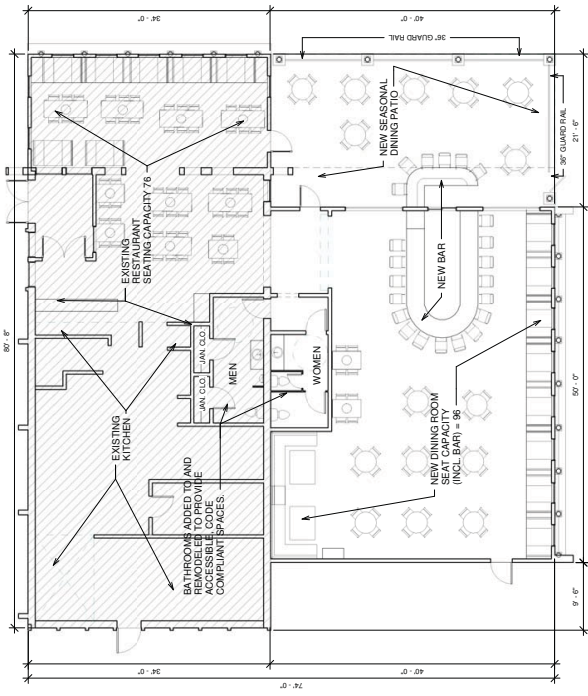 34' - 0"
40' - 0"
36" GUARD RAIL
80' - 8"
EXISTING
RESTAURANT
SEATING CAPACITY 76
NEW SEASONAL
DINING PATIO
36" GUARD RAIL
21' - 6"
EXISTING
KITCHEN
JAN. CLO.
JAN. CLO.
MEN
WOMEN
NEW BAR
BATHROOMS ADDED TO AND
REMODELED TO PROVIDE
ACCESSIBLE, CODE
COMPLIANT SPACES.
NEW DINING ROOM
SEAT CAPACITY
(INCL. BAR) = 96
50' - 0"
9' - 6"
34' - 0"
40' - 0"
74' - 0"